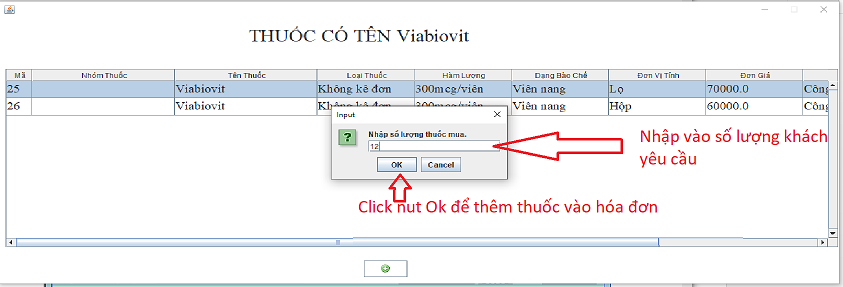 THUỐC CÓ TÊN Viabiovit
Mã Nhóm Thuốc Tên Thuốc Loại Thuốc Hàm Lượng Dạng Bào Chế Đơn Vị Tính Đơn Giá
25 Viabiovit Không kê đơn 300mcg/viên Viên nang Lọ 70000.0 Công
26 Viabiovit Không kê đơn 300mcg/viên Viên nang Hộp 60000.0 Công
Input
Nhập số lượng thuốc mua.
12
OK Cancel
Nhập vào số lượng khách
yêu cầu
Click nut Ok để thêm thuốc vào hóa đơn